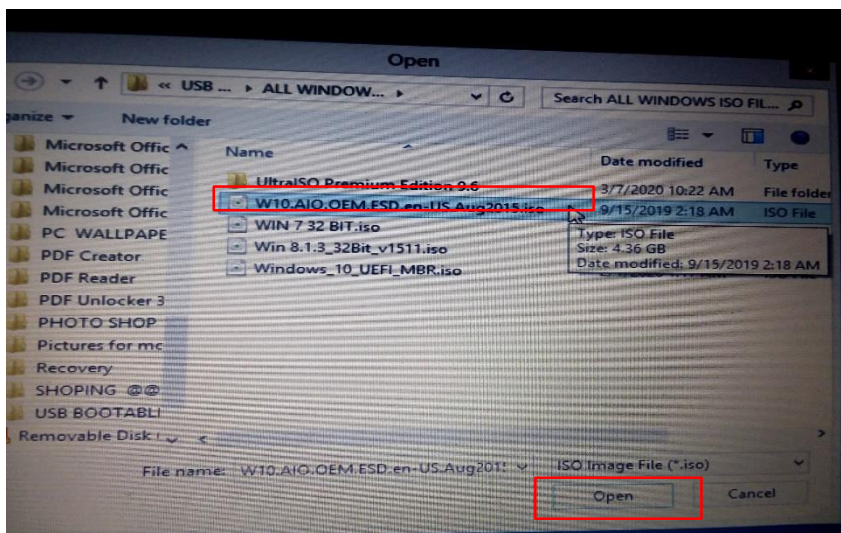 Open
« USB ... ▸ ALL WINDOW... ▸
Search ALL WINDOWS ISO FIL...
anize
New folder
Microsoft Offic
Microsoft Offic
Microsoft Offic
Microsoft Offic
PC WALLPAPE
PDF Creator
PDF Reader
PDF Unlocker 3
PHOTO SHOP
Pictures for mc
Recovery
SHOPING @@
USB BOOTABLI
Removable Disk
Name
Date modified
Type
UltraISO Premium Edition 9.6
3/7/2020 10:22 AM
File folder
W10.AIO.OEM.ESD.en-US.Aug2015.iso
9/15/2019 2:18 AM
ISO File
WIN 7 32 BIT.iso
Win 8.1.3_32Bit_v1511.iso
Windows_10_UEFI_MBR.iso
Type: ISO File
Size: 4.36 GB
Date modified: 9/15/2019 2:18 AM
File name: W10.AIO.OEM.ESD.en-US.Aug201
ISO Image File (*.iso)
Open
Cancel